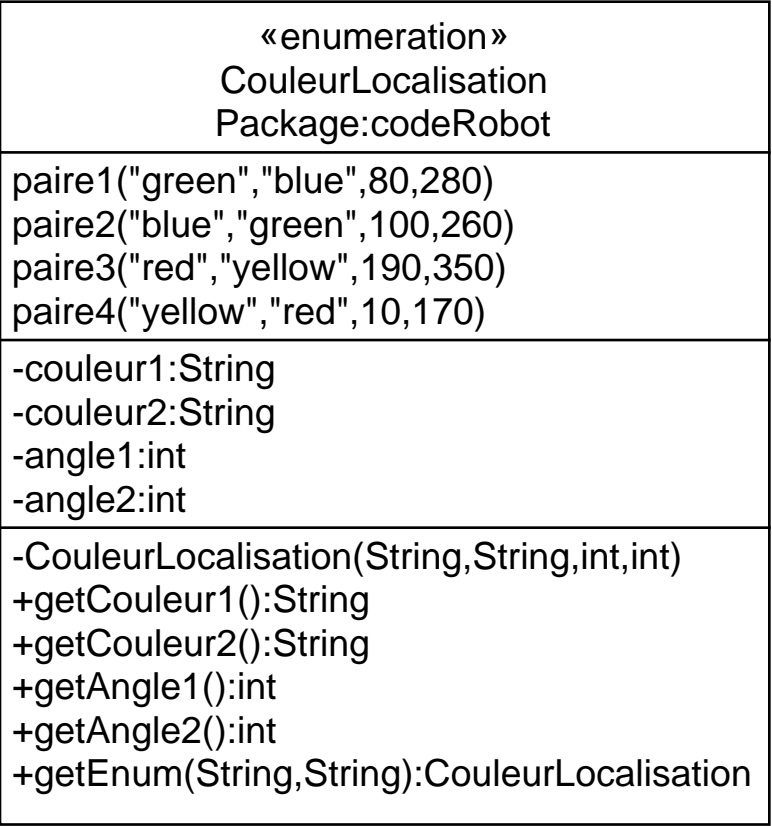 «enumeration»
CouleurLocalisation
Package:codeRobot
paire1("green","blue",80,280)
paire2("blue","green",100,260)
paire3("red","yellow",190,350)
paire4("yellow","red",10,170)
-couleur1:String
-couleur2:String
-angle1:int
-angle2:int
-CouleurLocalisation(String,String,int,int)
+getCouleur1():String
+getCouleur2():String
+getAngle1():int
+getAngle2():int
+getEnum(String,String):CouleurLocalisation